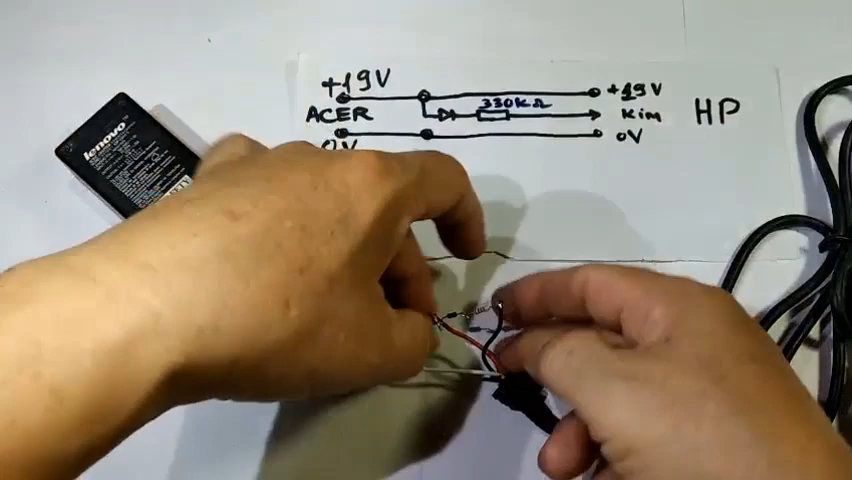 +19V
+19V
330KΩ
ACER
Kim
HP
0V
0V
lenovo